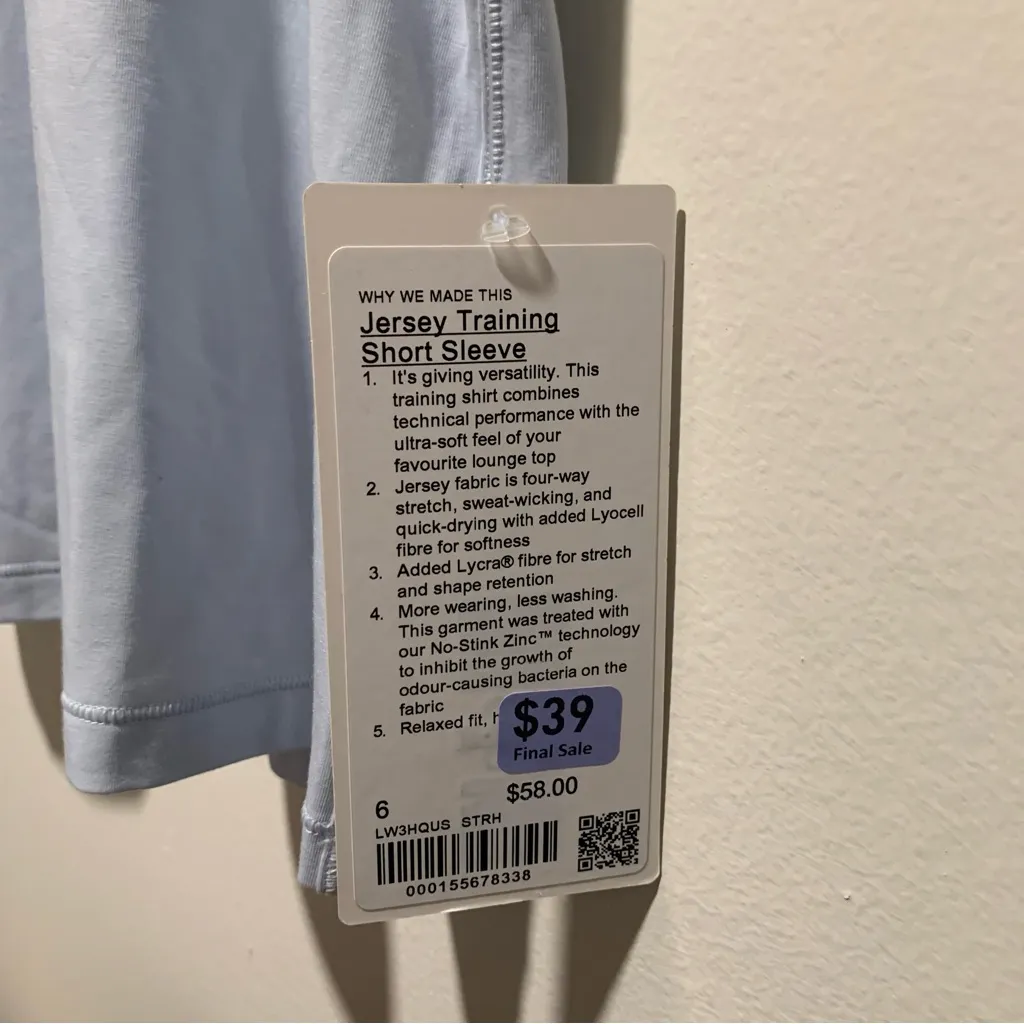 WHY WE MADE THIS
Jersey Training
Short Sleeve
1. It's giving versatility. This
training shirt combines
technical performance with the
ultra-soft feel of your
favourite lounge top
2. Jersey fabric is four-way
stretch, sweat-wicking, and
quick-drying with added Lyocell
fibre for softness
3. Added Lycra® fibre for stretch
and shape retention
4. More wearing, less washing.
This garment was treated with
our No-Stink Zinc™ technology
to inhibit the growth of
odour-causing bacteria on the
fabric
5. Relaxed fit,
$39
Final Sale
$58.00
6
LW3HQUS STRH
000155678338